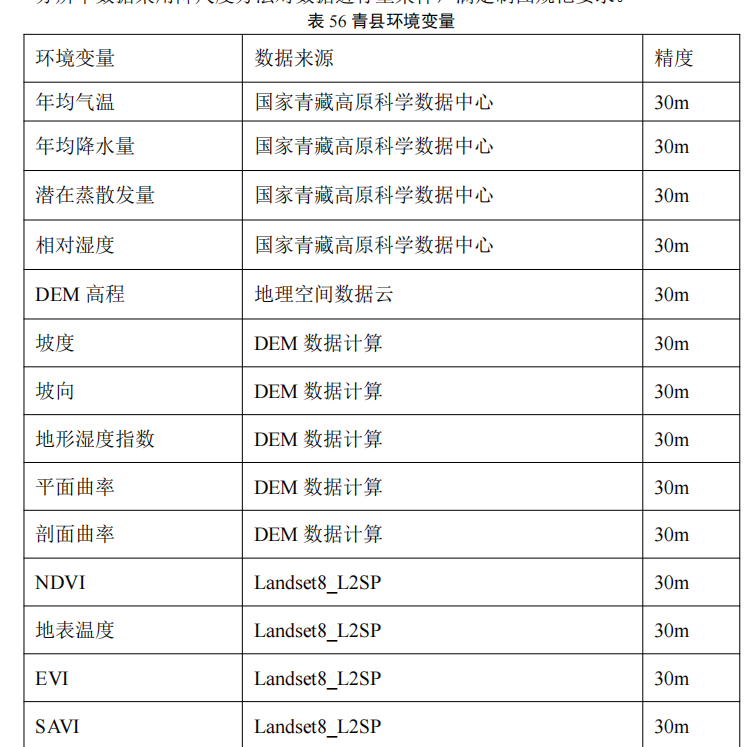 表 56 青县环境变量
环境变量 数据来源 精度
年均气温 国家青藏高原科学数据中心 30m
年均降水量 国家青藏高原科学数据中心 30m
潜在蒸散发量 国家青藏高原科学数据中心 30m
相对湿度 国家青藏高原科学数据中心 30m
DEM 高程 地理空间数据云 30m
坡度 DEM 数据计算 30m
坡向 DEM 数据计算 30m
地形湿度指数 DEM 数据计算 30m
平面曲率 DEM 数据计算 30m
剖面曲率 DEM 数据计算 30m
NDVI Landset8_L2SP 30m
地表温度 Landset8_L2SP 30m
EVI Landset8_L2SP 30m
SAVI Landset8_L2SP 30m